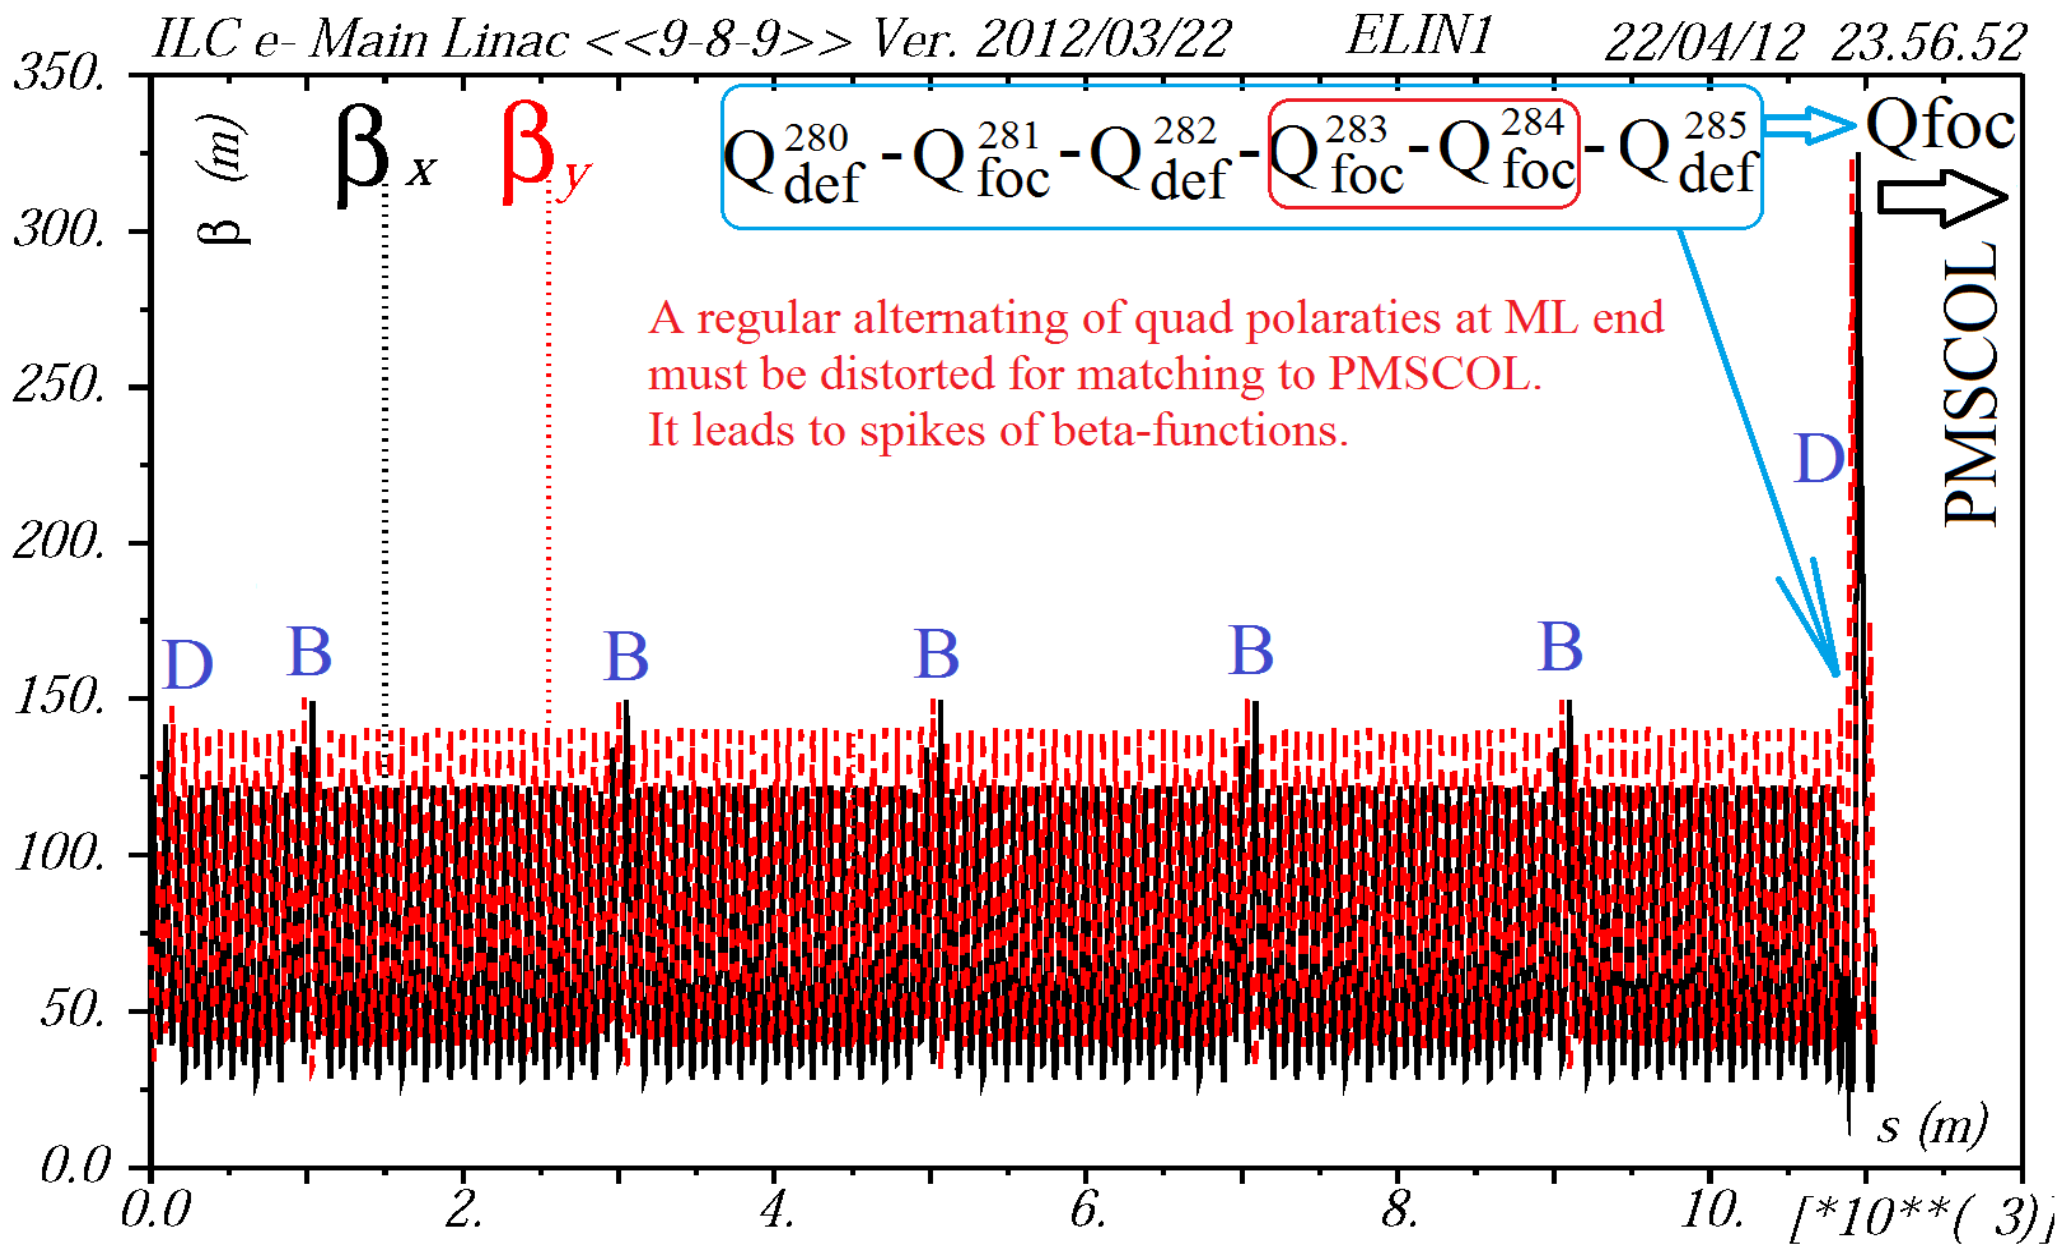 ILC e- Main Linac <<9-8-9>> Ver. 2012/03/22 ELIN1 22/04/12 23.56.52
350.
300.
250.
200.
150.
100.
50.
0.0
β (m)
βx βy
Q280def - Q281foc - Q282def - Q283foc - Q284foc - Q285def Qfoc
PMSCOL
A regular alternating of quad polaraties at ML end
must be distorted for matching to PMSCOL.
It leads to spikes of beta-functions.
D
D B B B B B
s (m)
0.0 2. 4. 6. 8. 10. [*10**( 3)]